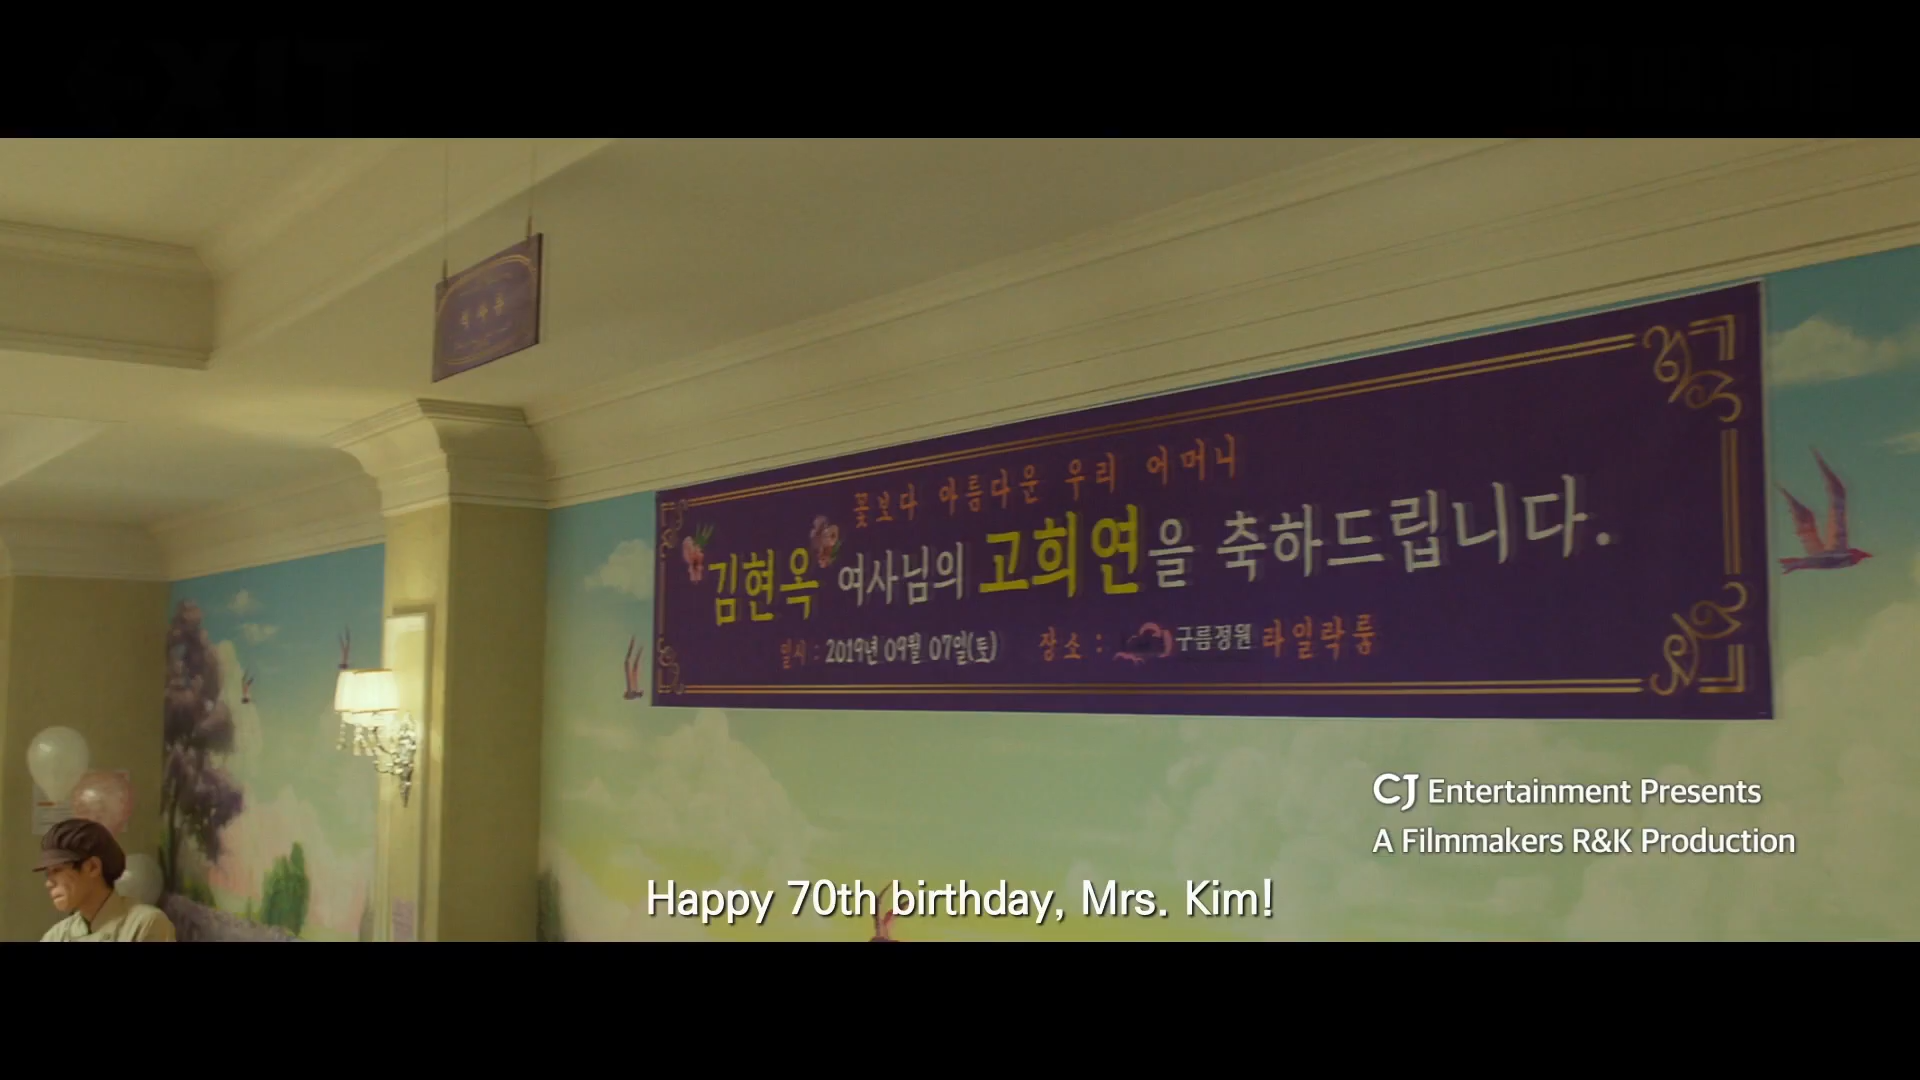 꽃보다 아름다운 우리 어머니
김현옥 여사님의 고희연을 축하드립니다.
일시 : 2019년 09월 07일(토) 장소 : 구름정원 라일락룸
CJ Entertainment Presents
A Filmmakers R&K Production
Happy 70th birthday, Mrs. Kim!